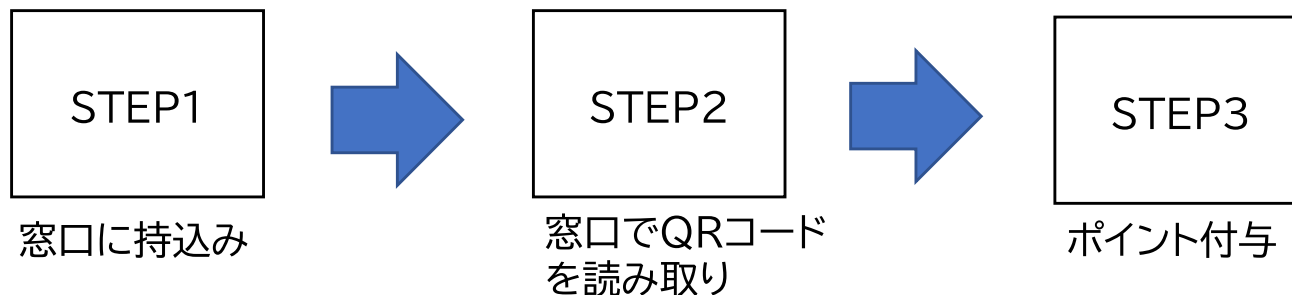 STEP1
STEP2
STEP3
窓口に持込み
窓口でQRコード
を読み取り
ポイント付与